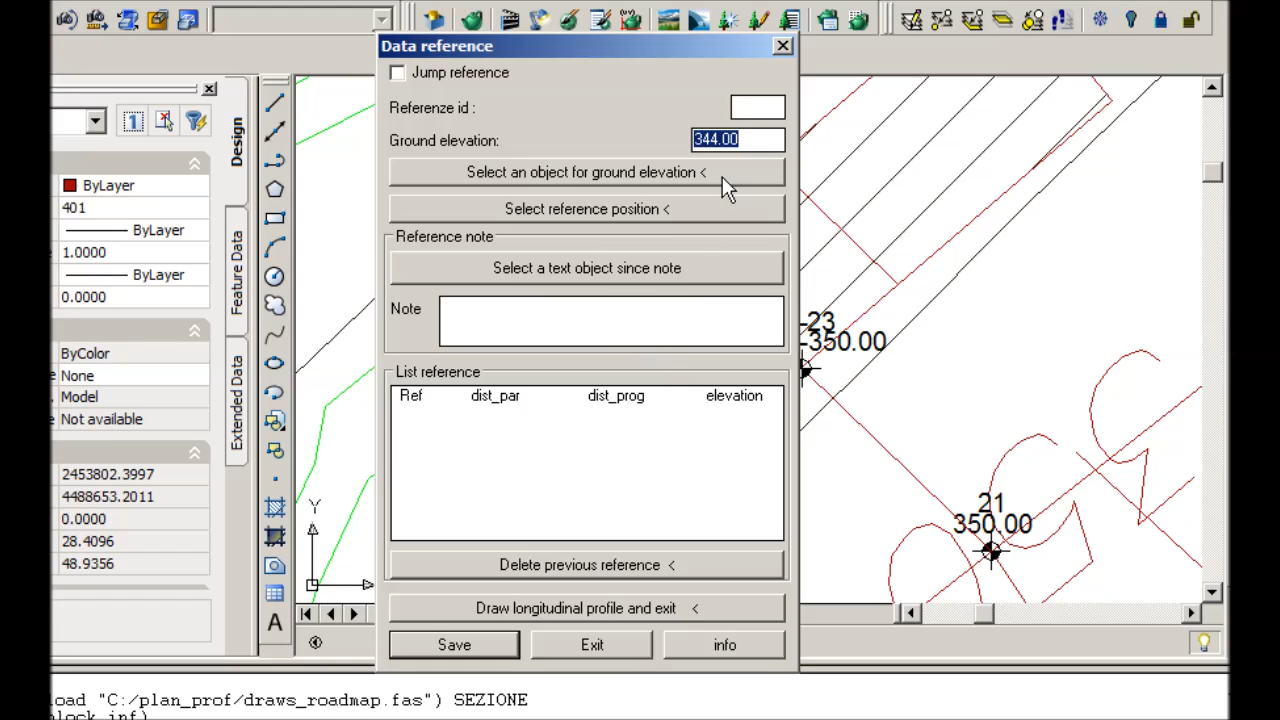 Data reference
Jump reference
Referenze id :
Ground elevation:
344.00
Select an object for ground elevation <
Select reference position <
Reference note
Select a text object since note
Note
List reference
Ref dist_par dist_prog elevation
Delete previous reference <
Draw longitudinal profile and exit <
Save Exit info
1
Design
Feature Data
Extended Data
ByLayer
401
ByLayer
1.0000
ByLayer
0.0000
ByColor
None
Model
Not available
2453802.3997
4488653.2011
0.0000
28.4096
48.9356
A
Y
-23
-350.00
21
350.00
oad "C:/plan_prof/draws_roadmap.fas") SEZIONE
block inf)